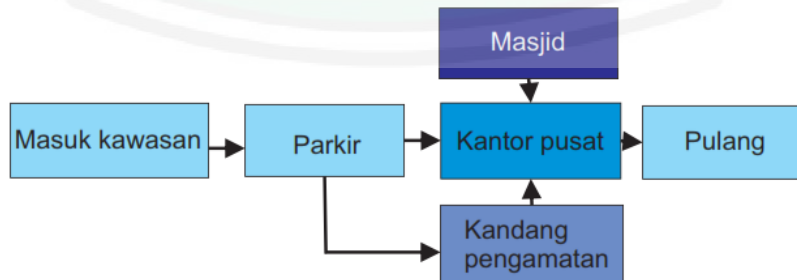 Masjid
Masuk kawasan
Parkir
Kantor pusat
Pulang
Kandang
pengamatan